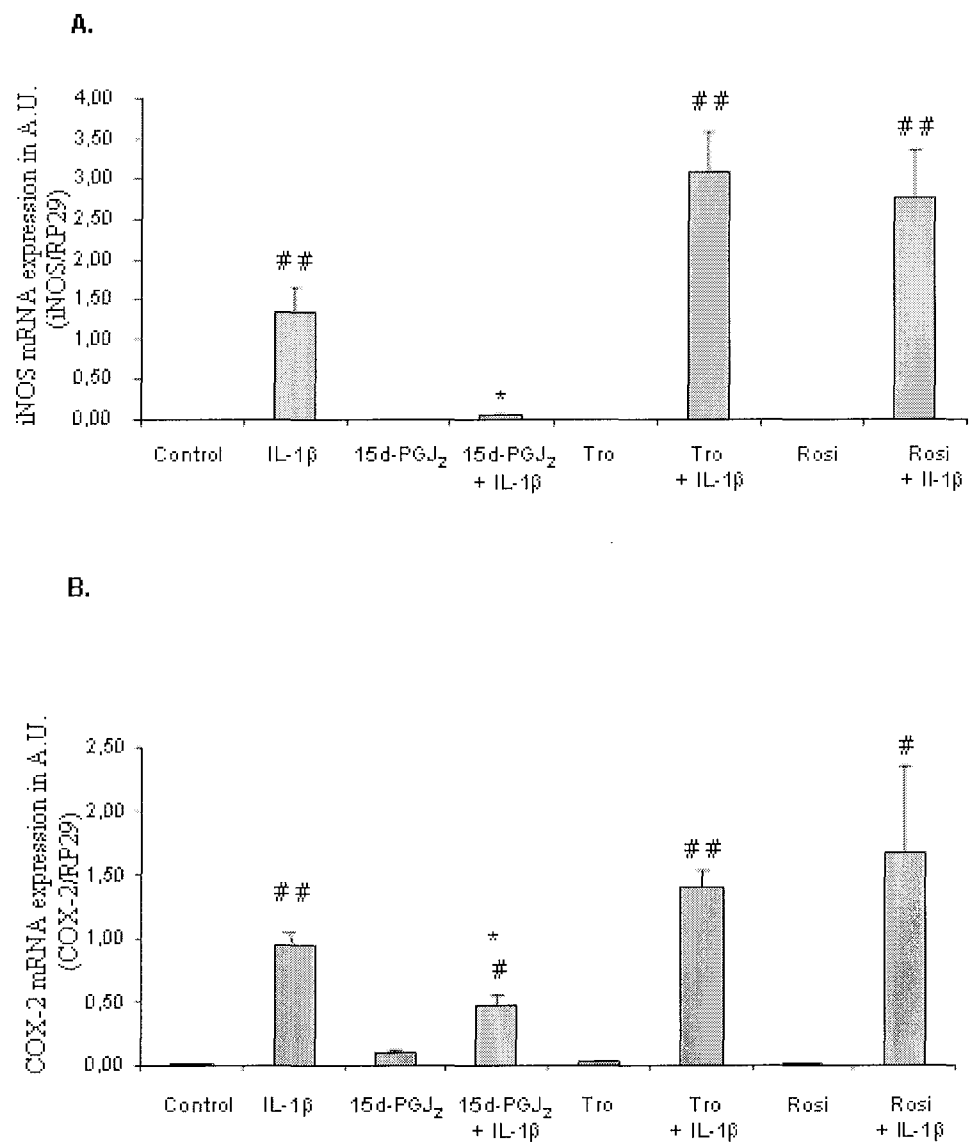 A.
iNOS mRNA expression in A.U.
(iNOS/RP29)
4,00
3,50
3,00
2,50
2,00
1,50
1,00
0,50
0,00
##
*
##
##
Control IL-1β 15d-PGJ₂ 15d-PGJ₂ Tro Tro Rosi Rosi
+ IL-1β + IL-1β + Il-1β
B.
COX-2 mRNA expression in A.U.
(COX-2/RP29)
2,50
2,00
1,50
1,00
0,50
0,00
##
*
#
##
#
Control IL-1β 15d-PGJ₂ 15d-PGJ₂ Tro Tro Rosi Rosi
+ IL-1β + IL-1β + IL-1β